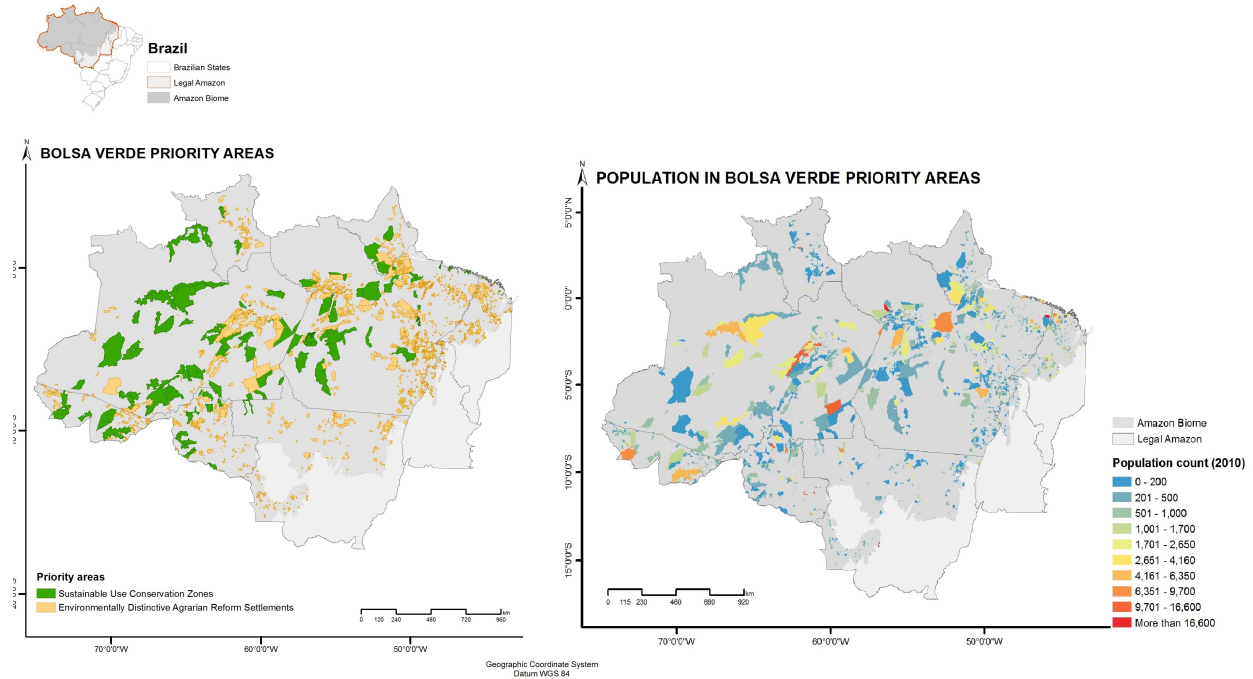 Brazil
Brazilian States
Legal Amazon
Amazon Biome
N
BOLSA VERDE PRIORITY AREAS
Priority areas
Sustainable Use Conservation Zones
Environmentally Distinctive Agrarian Reform Settlements
km
0 120 240 480 720 960
70°0'0"W 60°0'0"W 50°0'0"W
N
POPULATION IN BOLSA VERDE PRIORITY AREAS
5°0'0"N
0°0'0"
5°0'0"S
10°0'0"S
15°0'0"S
km
0 115 230 460 690 920
70°0'0"W 60°0'0"W 50°0'0"W
Amazon Biome
Legal Amazon
Population count (2010)
0 - 200
201 - 500
501 - 1,000
1,001 - 1,700
1,701 - 2,650
2,651 - 4,160
4,161 - 6,350
6,351 - 9,700
9,701 - 16,600
More than 16,600
Geographic Coordinate System
Datum WGS 84